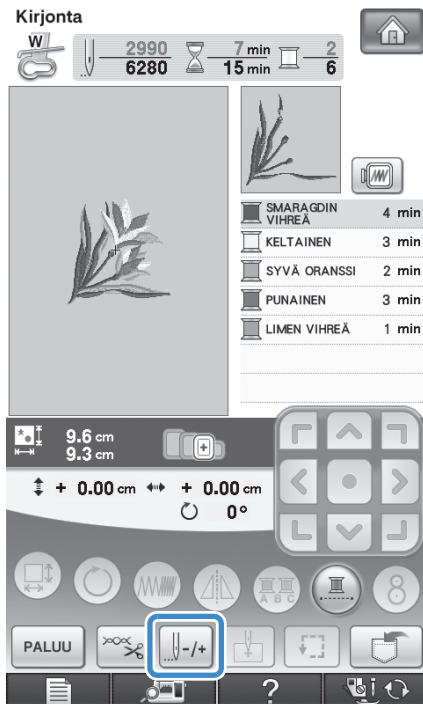 Kirjonta
W
2990 7 min 2
6280 15 min 6
SMARAGDIN
VIHREÄ 4 min
KELTAINEN 3 min
SYVÄ ORANSSI 2 min
PUNAINEN 3 min
LIMEN VIHREÄ 1 min
9.6 cm
9.3 cm
+ 0.00 cm + 0.00 cm
0°
A B C
8
PALUU -/+
? i